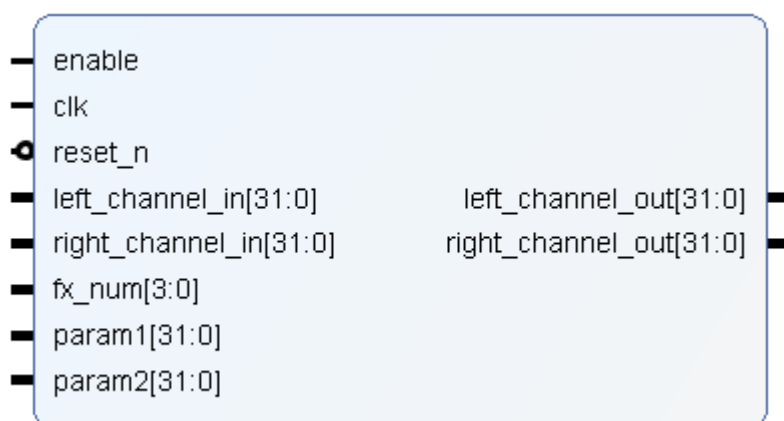 enable
clk
reset_n
left_channel_in[31:0] left_channel_out[31:0]
right_channel_in[31:0] right_channel_out[31:0]
fx_num[3:0]
param1[31:0]
param2[31:0]